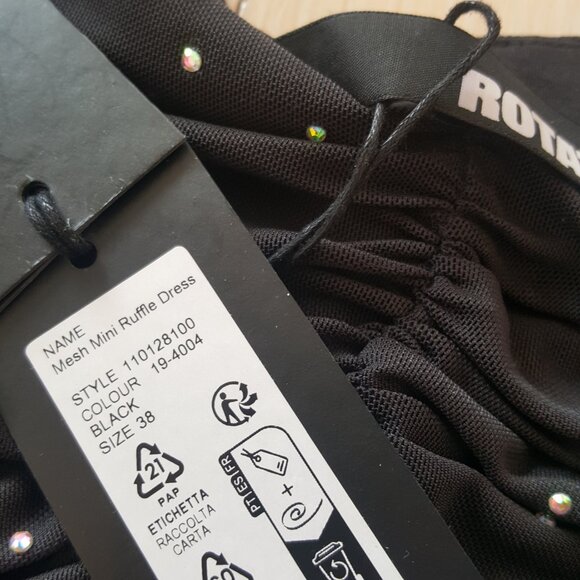 ROTA
NAME
Mesh Mini Ruffle Dress
STYLE 110128100
COLOUR 19-4004
BLACK
SIZE 38
21
PAP
ETICHETTA
RACCOLTA
CARTA
PT|ES|FR
+
@